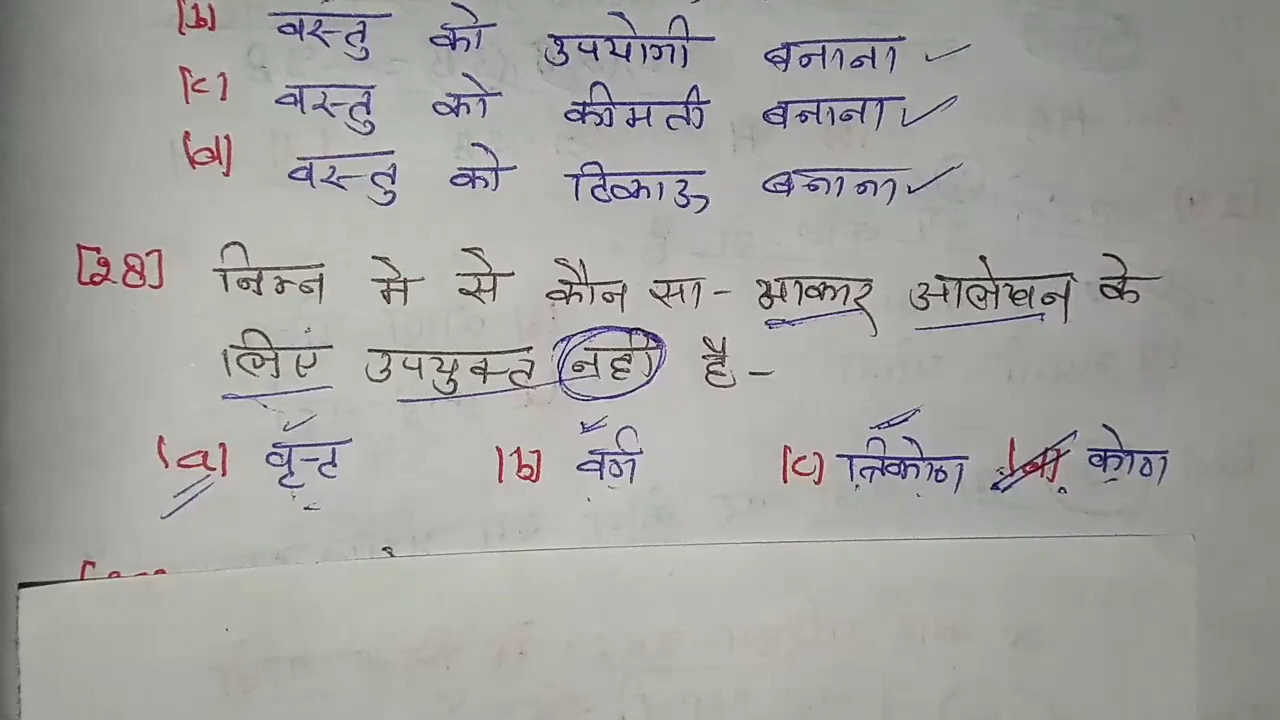 [b] वस्तु को उपयोगी बनाना ✓
[c] वस्तु को कीमती बनाना ✓
[d] वस्तु को टिकाऊ बनाना ✓
[28] निम्न मे से कौन सा - आकार आलेखन के
लिएं उपयुक्त नही है -
(a) वृन्त [b] वर्ग [c] त्रिकोण [d] कोण